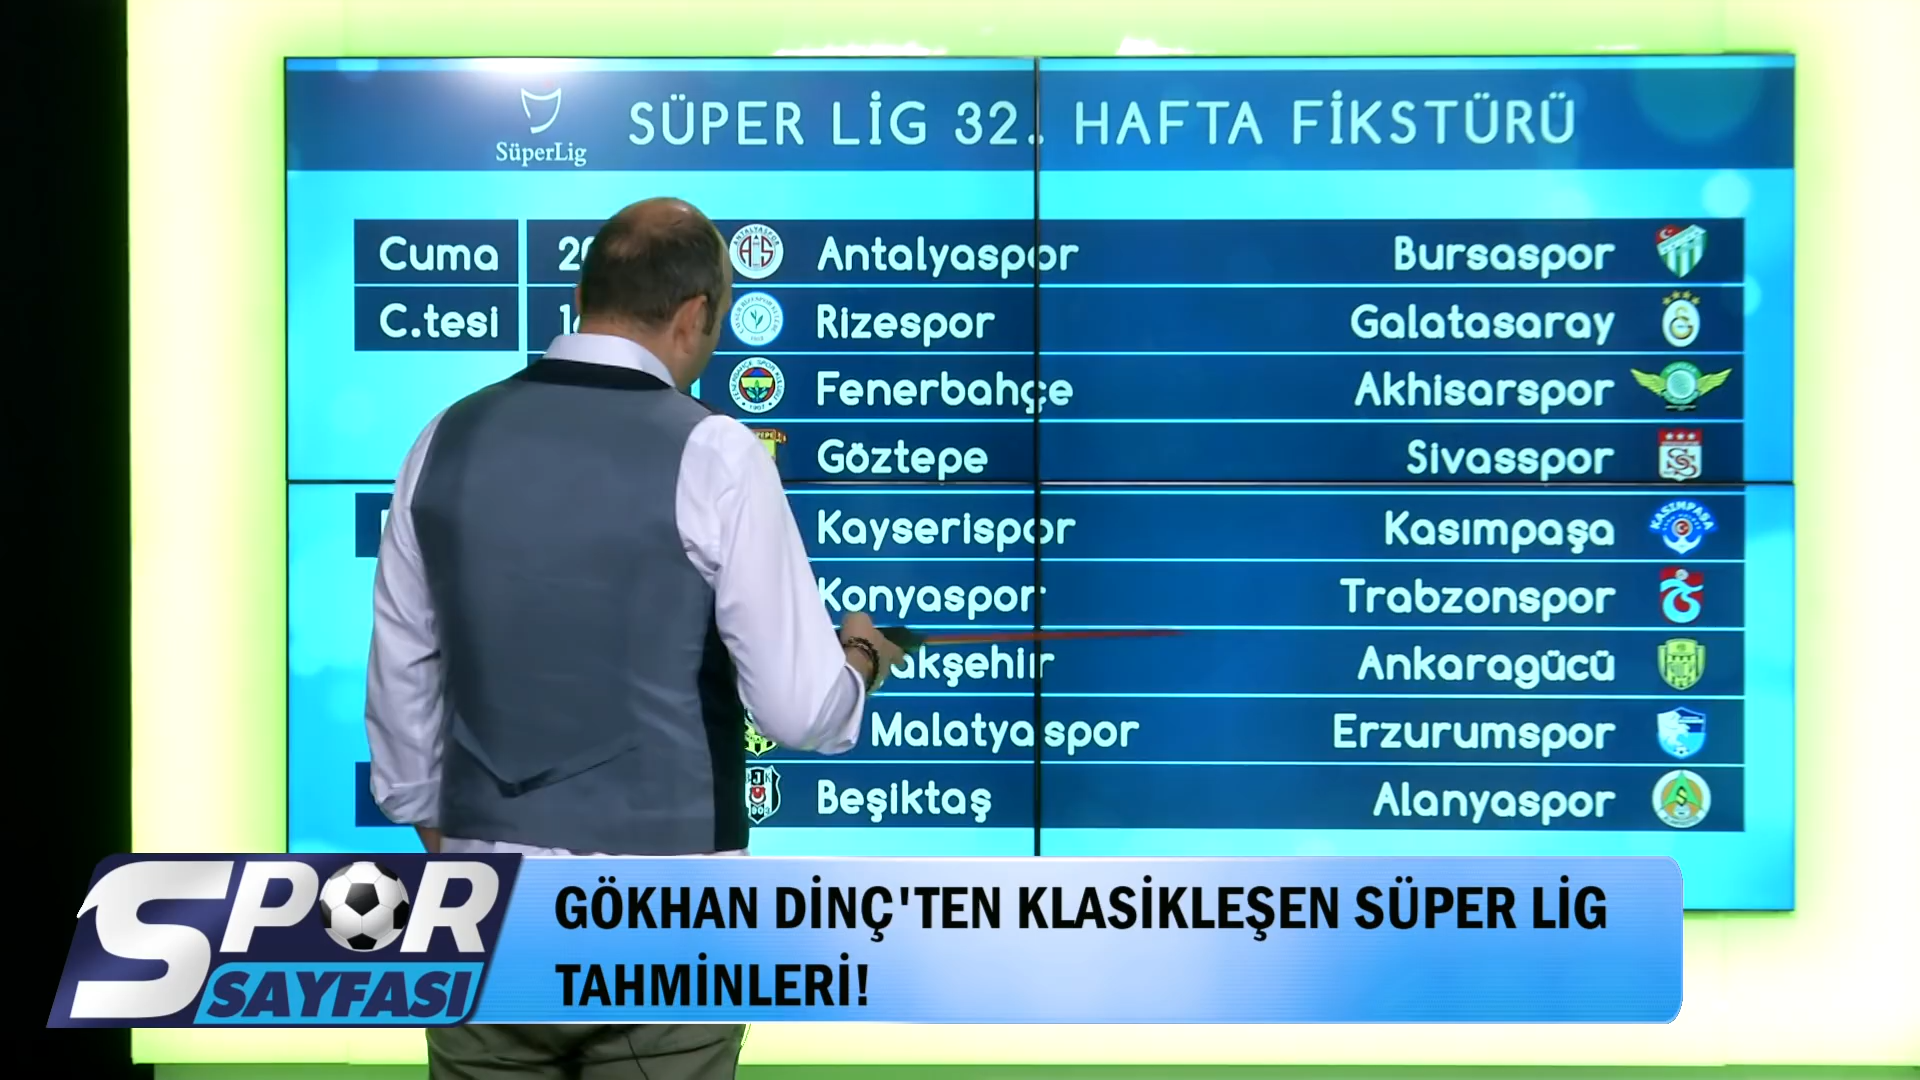 SüperLig
SÜPER LİG 32. HAFTA FİKSTÜRÜ
Cuma Antalyaspor Bursaspor
C.tesi Rizespor Galatasaray
Fenerbahçe Akhisarspor
Göztepe Sivasspor
Kayserispor Kasımpaşa
Konyaspor Trabzonspor
akşehir Ankaragücü
Malatyaspor Erzurumspor
Beşiktaş Alanyaspor
SPOR
SAYFASI
GÖKHAN DİNÇ'TEN KLASİKLEŞEN SÜPER LİG
TAHMİNLERİ!